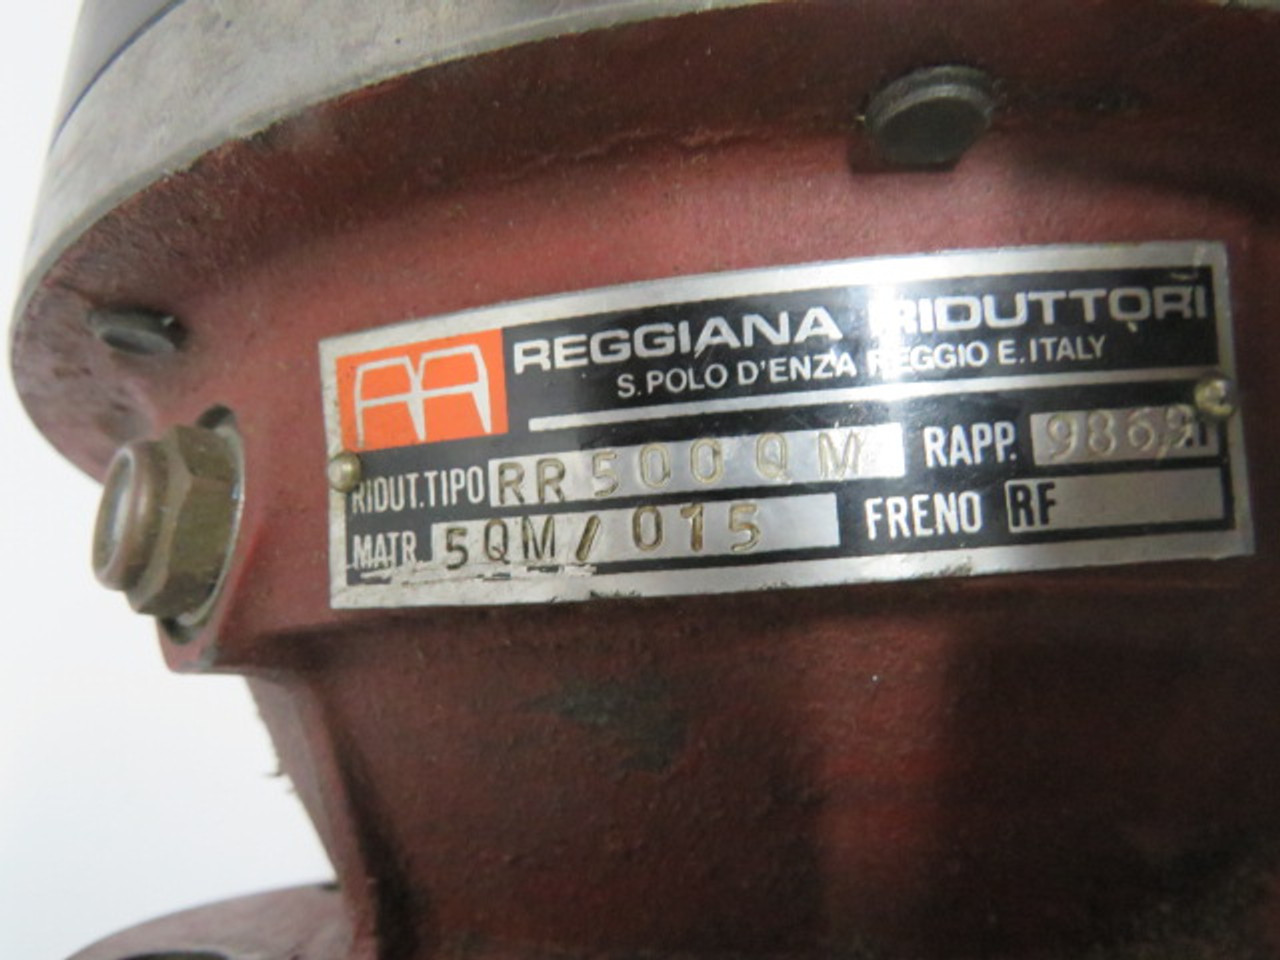 REGGIANA RIDUTTORI
S. POLO D'ENZA REGGIO E. ITALY
RIDUT. TIPO RR 500 QM RAPP.
MATR. 5QM/015 FRENO RF